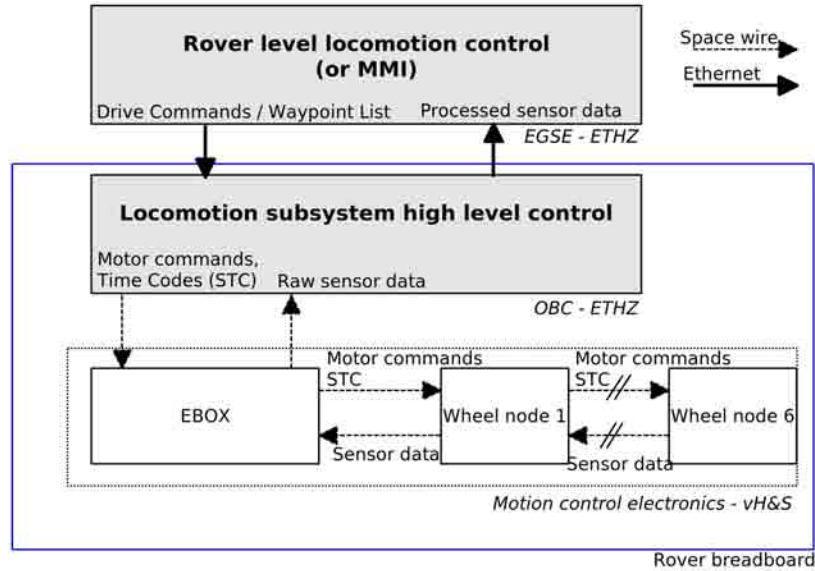 Rover level locomotion control
(or MMI)
Space wire
Ethernet
Drive Commands / Waypoint List
Processed sensor data
EGSE - ETHZ
Locomotion subsystem high level control
Motor commands,
Time Codes (STC)
Raw sensor data
OBC - ETHZ
Motor commands
STC
Motor commands
STC
EBOX
Wheel node 1
Wheel node 6
Sensor data
Sensor data
Motion control electronics - vH&S
Rover breadboard